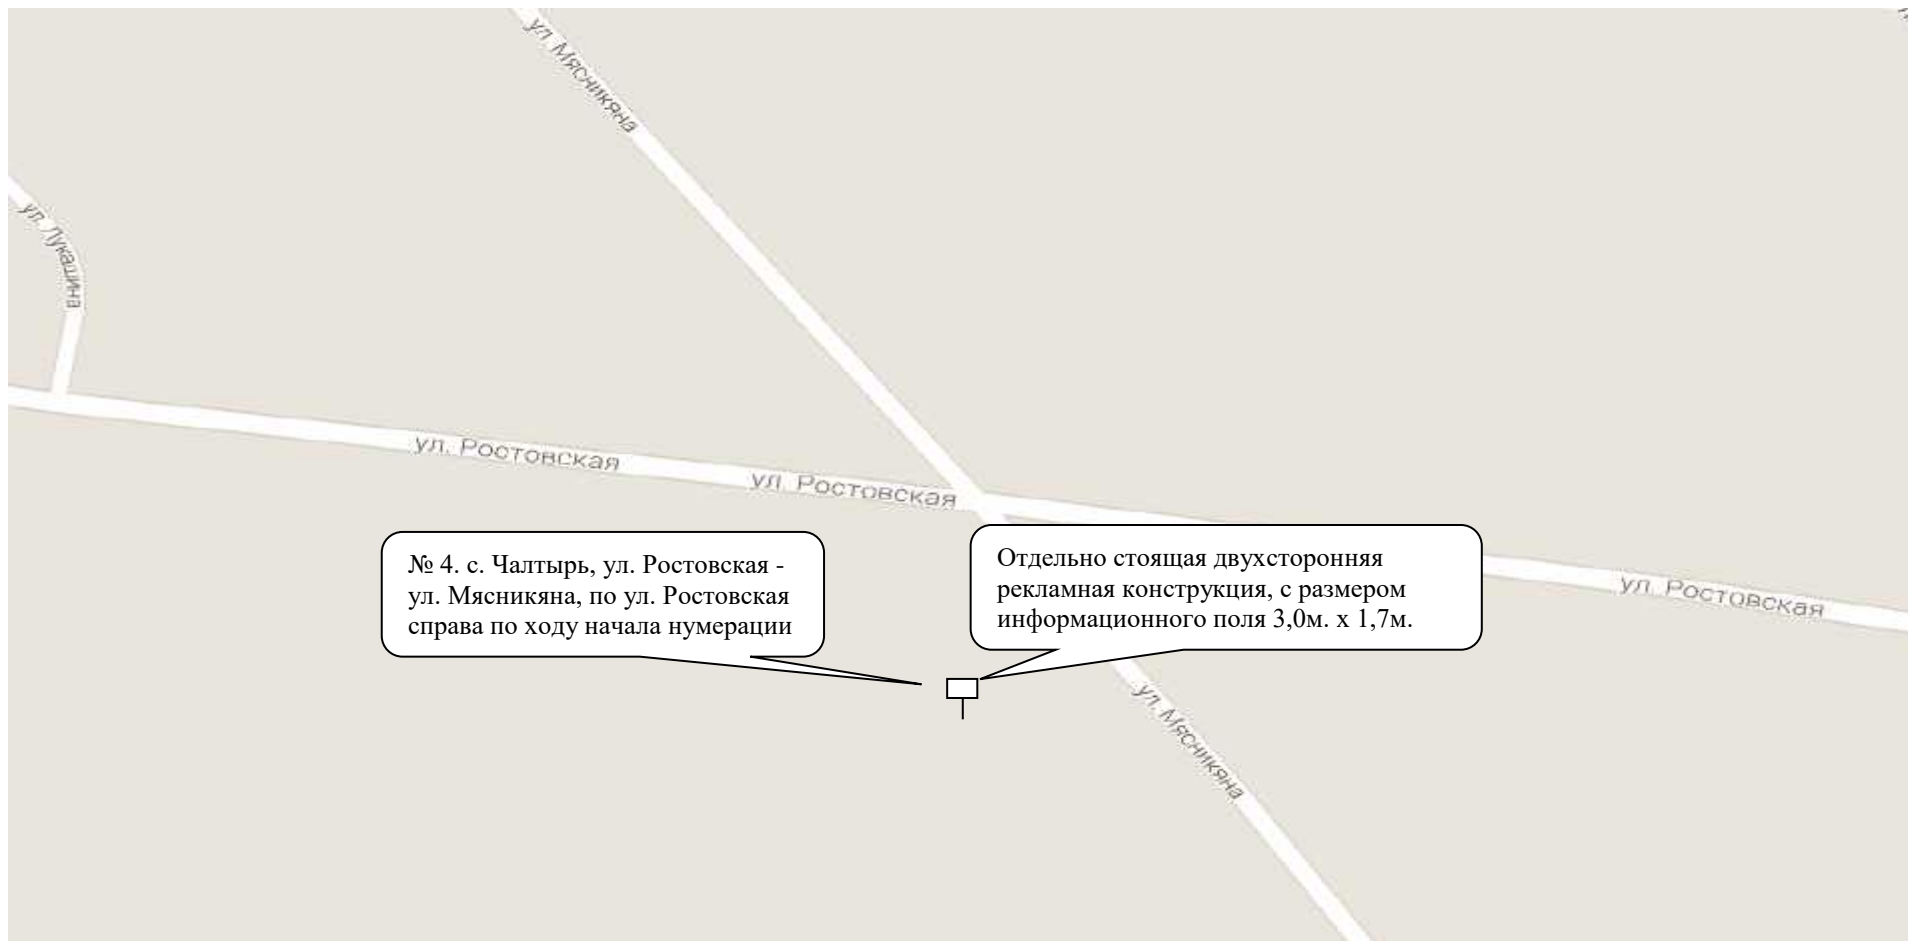 ул. Мясникяна
ул. Лукашина
ул. Ростовская
ул. Ростовская
№ 4. с. Чалтырь, ул. Ростовская -
ул. Мясникяна, по ул. Ростовская
справа по ходу начала нумерации
Отдельно стоящая двухсторонняя
рекламная конструкция, с размером
информационного поля 3,0м. х 1,7м.
ул. Ростовская
ул. Мясникяна